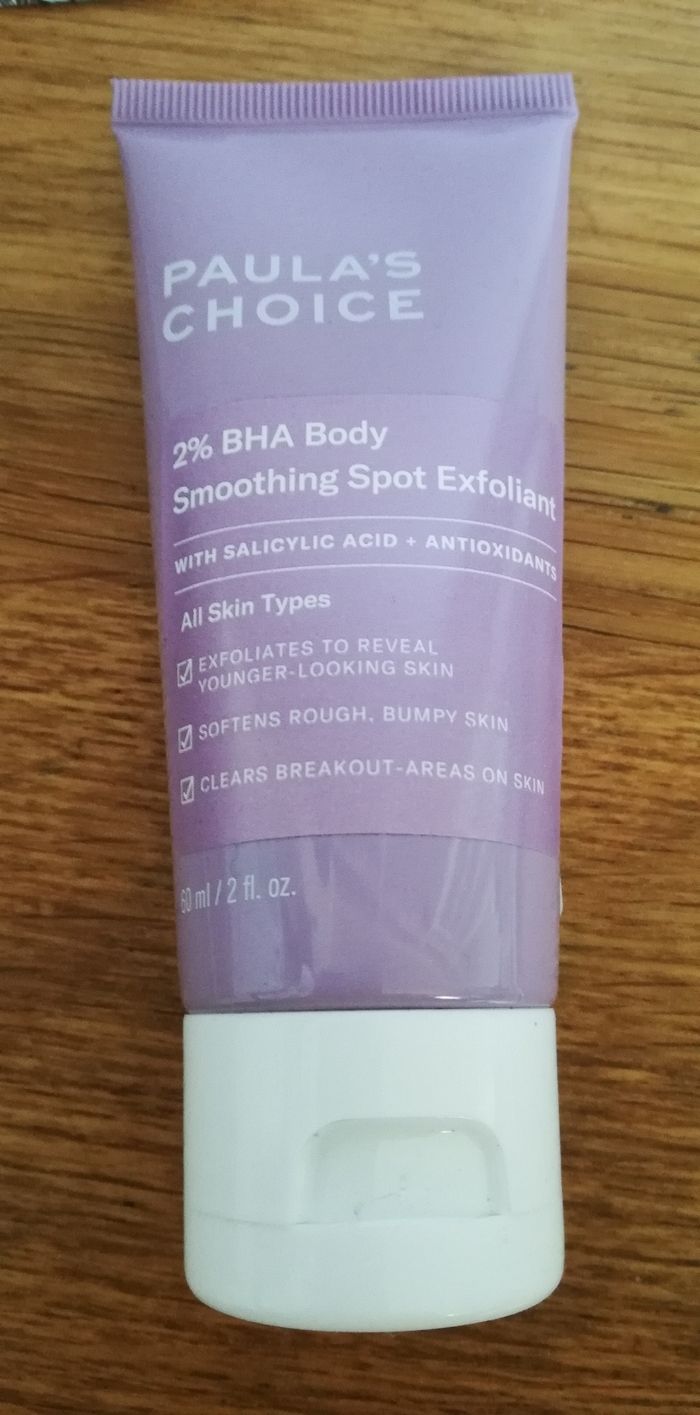 PAULA'S
CHOICE
2% BHA Body
Smoothing Spot Exfoliant
WITH SALICYLIC ACID + ANTIOXIDANTS
All Skin Types
☑ EXFOLIATES TO REVEAL
YOUNGER-LOOKING SKIN
☑ SOFTENS ROUGH, BUMPY SKIN
☑ CLEARS BREAKOUT-AREAS ON SKIN
60 ml / 2 fl. oz.